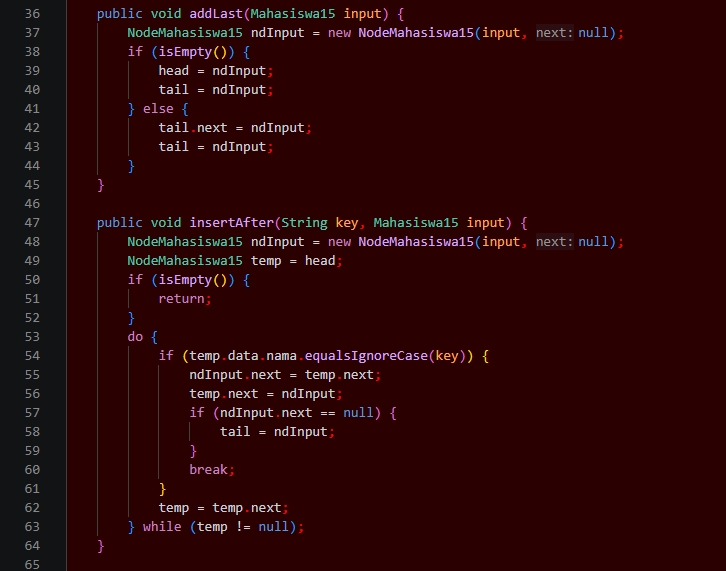 36    public void addLast(Mahasiswa15 input) {
37        NodeMahasiswa15 ndInput = new NodeMahasiswa15(input, next: null);
38        if (isEmpty()) {
39            head = ndInput;
40            tail = ndInput;
41        } else {
42            tail.next = ndInput;
43            tail = ndInput;
44        }
45    }
46
47    public void insertAfter(String key, Mahasiswa15 input) {
48        NodeMahasiswa15 ndInput = new NodeMahasiswa15(input, next: null);
49        NodeMahasiswa15 temp = head;
50        if (isEmpty()) {
51            return;
52        }
53        do {
54            if (temp.data.nama.equalsIgnoreCase(key)) {
55                ndInput.next = temp.next;
56                temp.next = ndInput;
57                if (ndInput.next == null) {
58                    tail = ndInput;
59                }
60                break;
61            }
62            temp = temp.next;
63        } while (temp != null);
64    }
65